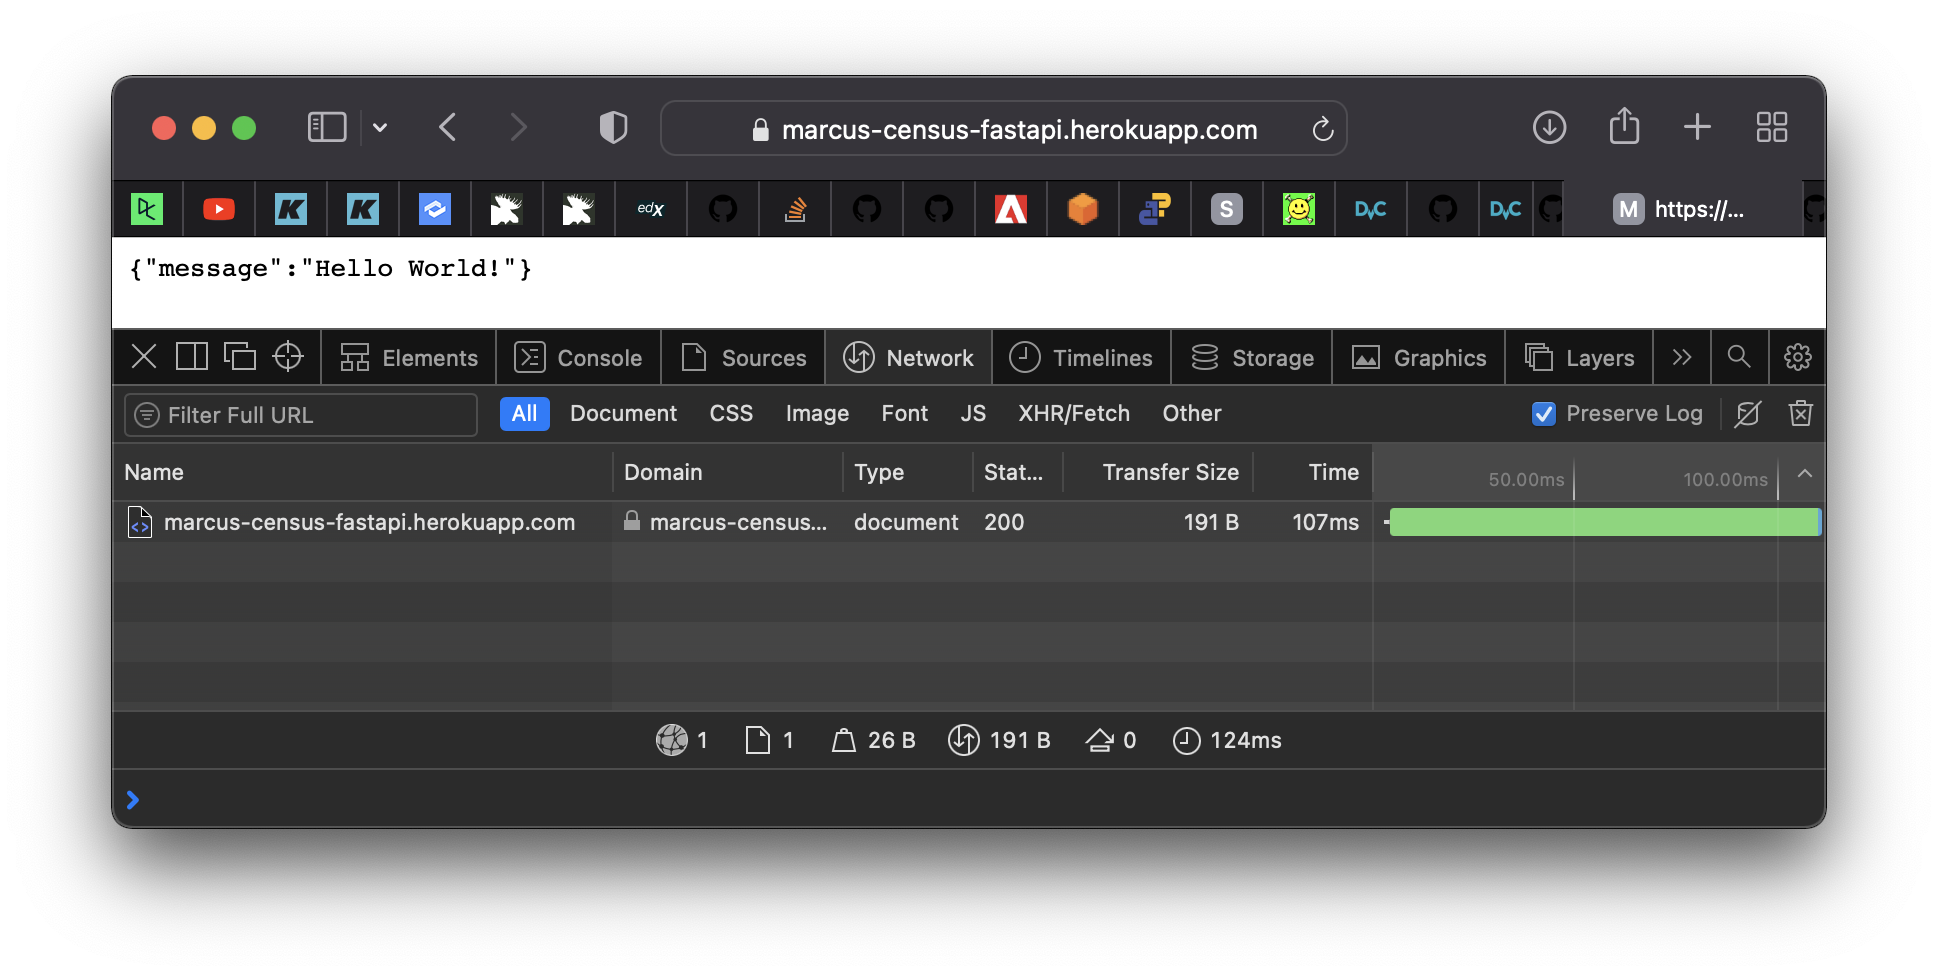 marcus-census-fastapi.herokuapp.com
DC K K edX S DVC DVC M https://...
{"message":"Hello World!"}
Elements Console Sources Network Timelines Storage Graphics Layers
Filter Full URL All Document CSS Image Font JS XHR/Fetch Other Preserve Log
Name Domain Type Stat... Transfer Size Time 50.00ms 100.00ms
marcus-census-fastapi.herokuapp.com marcus-census... document 200 191 B 107ms
1 1 26 B 191 B 0 124ms